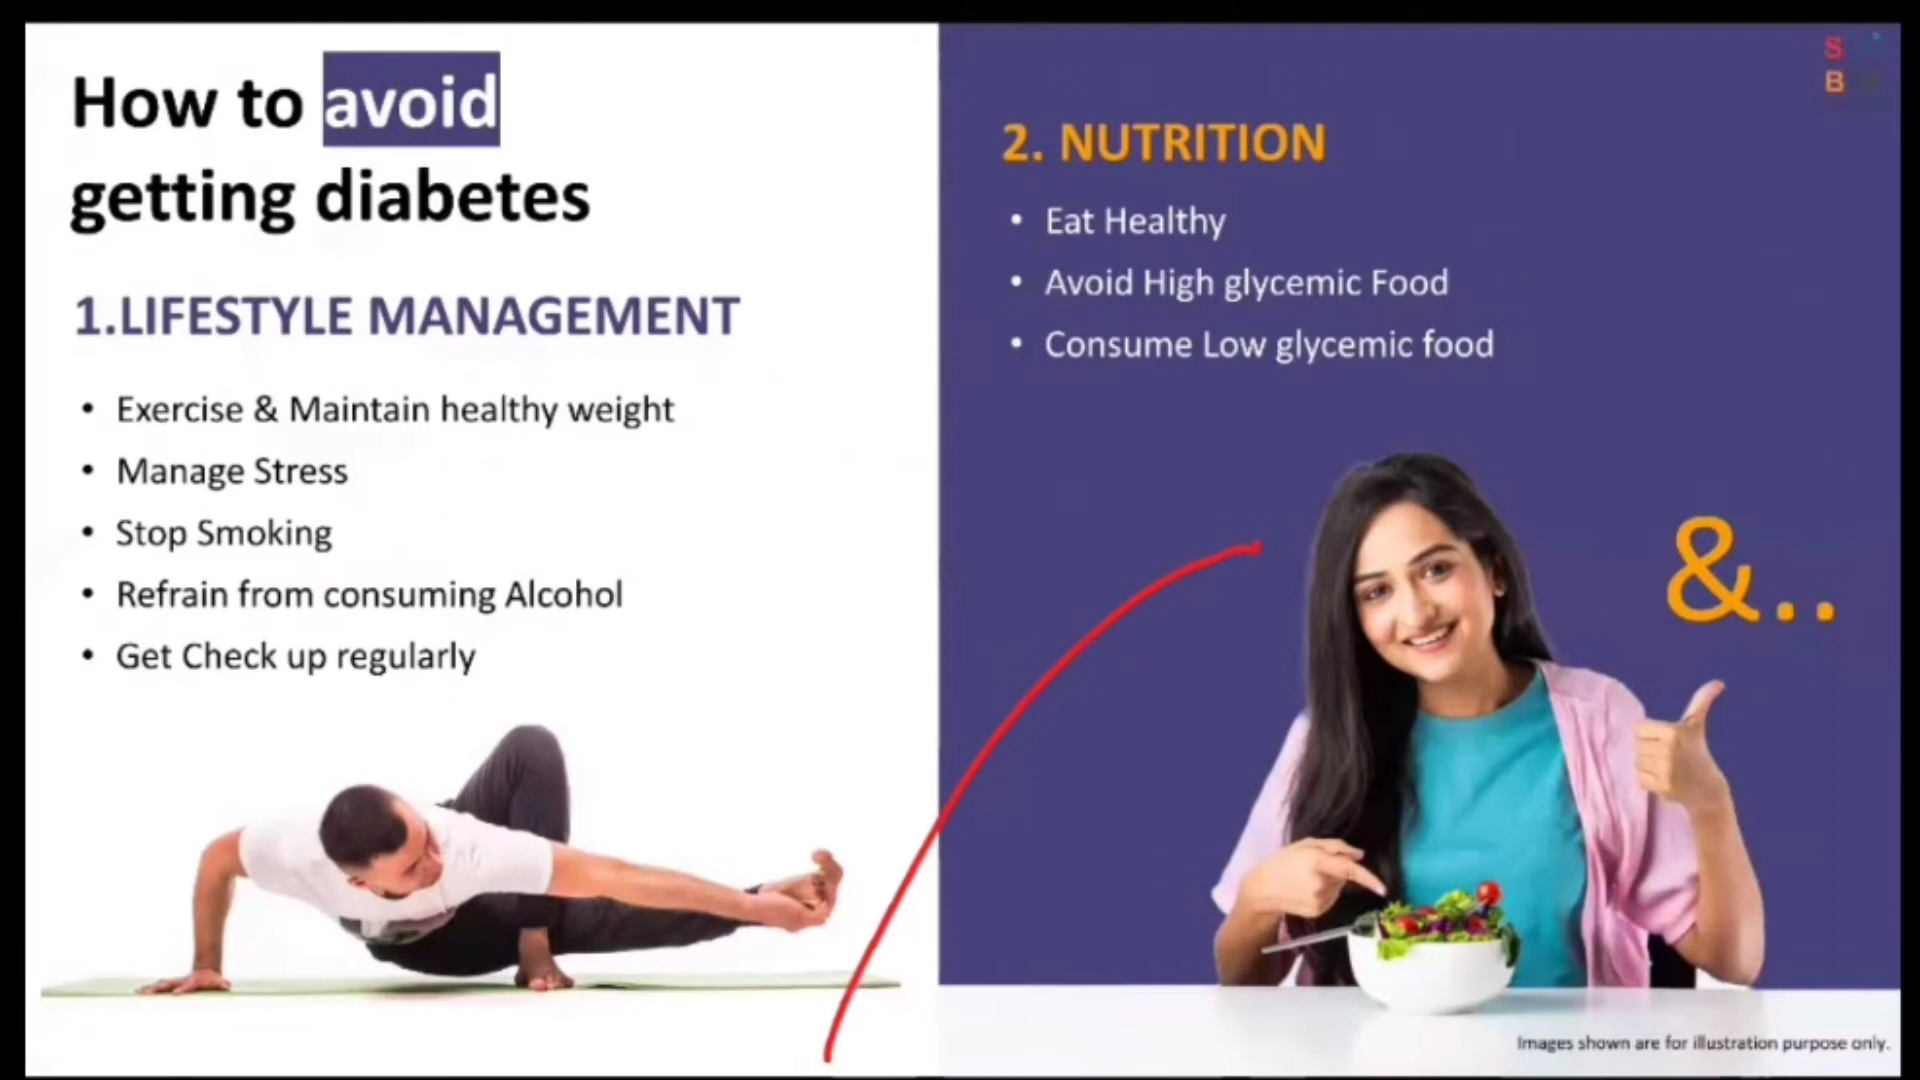 How to avoid
getting diabetes
1.LIFESTYLE MANAGEMENT
• Exercise & Maintain healthy weight
• Manage Stress
• Stop Smoking
• Refrain from consuming Alcohol
• Get Check up regularly
S
B
2. NUTRITION
• Eat Healthy
• Avoid High glycemic Food
• Consume Low glycemic food
&..
Images shown are for illustration purpose only.